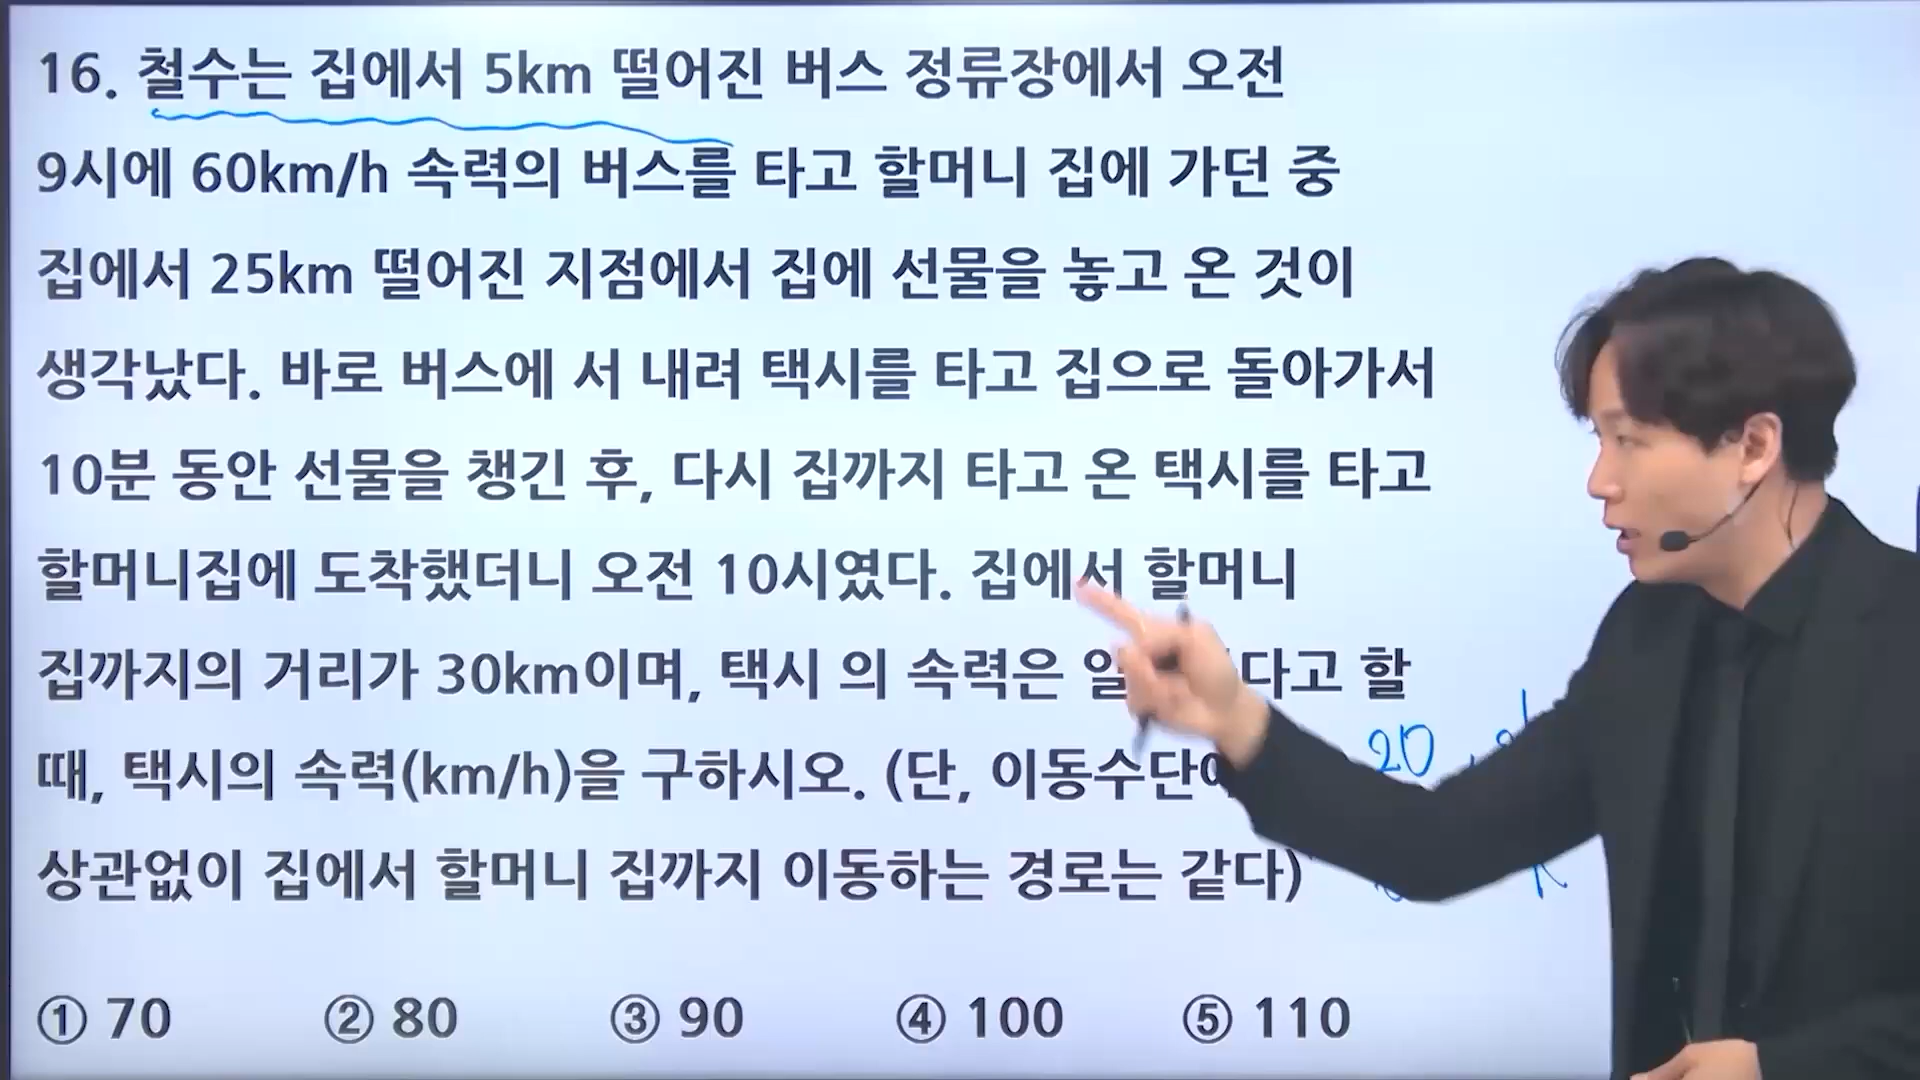 16. 철수는 집에서 5km 떨어진 버스 정류장에서 오전
9시에 60km/h 속력의 버스를 타고 할머니 집에 가던 중
집에서 25km 떨어진 지점에서 집에 선물을 놓고 온 것이
생각났다. 바로 버스에 서 내려 택시를 타고 집으로 돌아가서
10분 동안 선물을 챙긴 후, 다시 집까지 타고 온 택시를 타고
할머니집에 도착했더니 오전 10시였다. 집에서 할머니
집까지의 거리가 30km이며, 택시 의 속력은 할
때, 택시의 속력(km/h)을 구하시오. (단,
상관없이 집에서 할머니 집까지 이동하는 경로는 같다)
20
① 70 ② 80 ③ 90 ④ 100 ⑤ 110